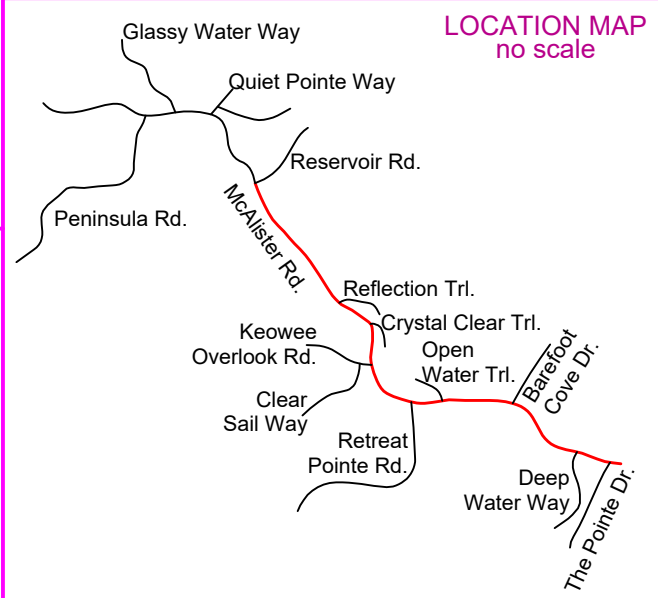 LOCATION MAP
no scale
Glassy Water Way
Quiet Pointe Way
Reservoir Rd.
Peninsula Rd.
McAlister Rd.
Reflection Trl.
Crystal Clear Trl.
Keowee
Overlook Rd.
Open
Water Trl.
Barefoot
Cove Dr.
Clear
Sail Way
Retreat
Pointe Rd.
Deep
Water Way
The Pointe Dr.